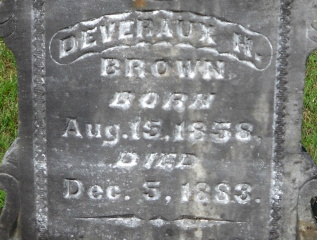 DEVEREAUX H.
BROWN
BORN
Aug. 15, 1858.
DIED
Dec. 5, 1883.